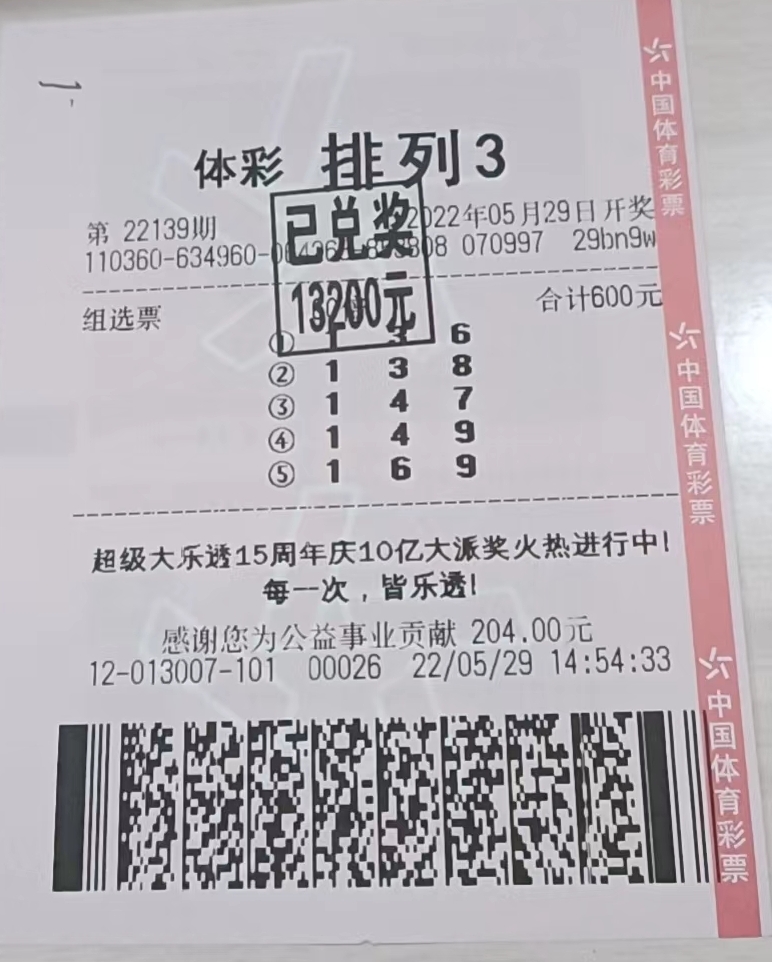 体彩 排列3
已兑奖
13200元
第 22139期
2022年05月29日开奖
110360-634960- 070997 29bn9w
组选票
合计600元
① 1 3 6
② 1 3 8
③ 1 4 7
④ 1 4 9
⑤ 1 6 9
超级大乐透15周年庆10亿大派奖火热进行中!
每一次，皆乐透!
感谢您为公益事业贡献 204.00元
12-013007-101 00026 22/05/29 14:54:33
中国体育彩票
中国体育彩票
中国体育彩票